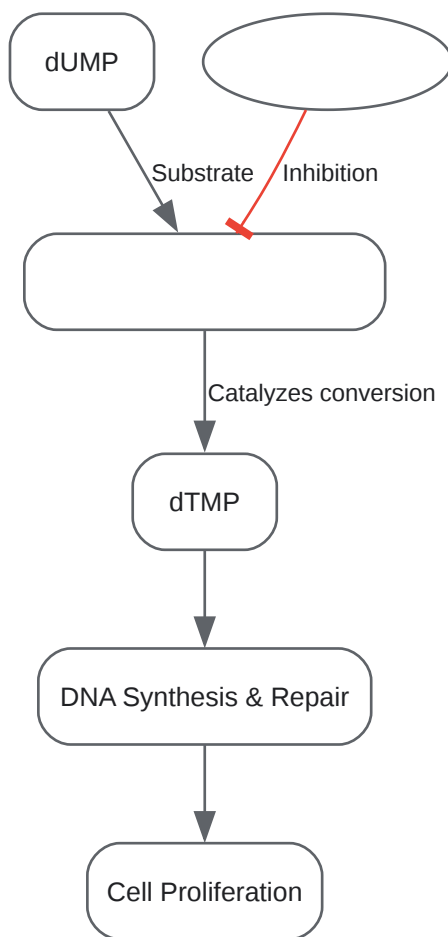 dUMP
Substrate
Inhibition
Catalyzes conversion
dTMP
DNA Synthesis & Repair
Cell Proliferation